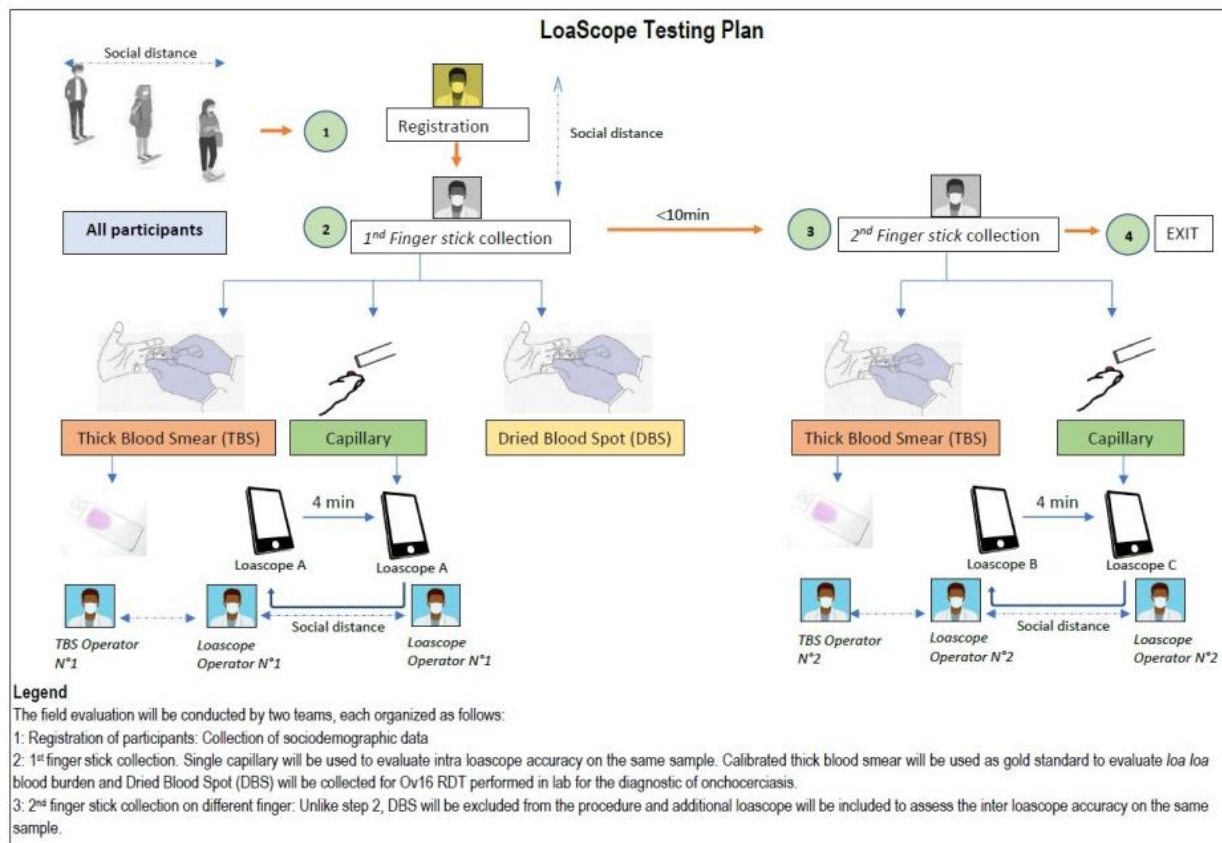 LoaScope Testing Plan
Social distance
1
Registration
Social distance
All participants
2
1nd Finger stick collection
<10min
3
2nd Finger stick collection
4
EXIT
Thick Blood Smear (TBS)
Capillary
Dried Blood Spot (DBS)
Thick Blood Smear (TBS)
Capillary
4 min
Loascope A
Loascope A
4 min
Loascope B
Loascope C
Social distance
TBS Operator
N°1
Loascope
Operator N°1
Loascope
Operator N°1
Social distance
TBS Operator
N°2
Loascope
Operator N°2
Loascope
Operator N°2
Legend
The field evaluation will be conducted by two teams, each organized as follows:
1: Registration of participants: Collection of sociodemographic data
2: 1st finger stick collection. Single capillary will be used to evaluate intra loascope accuracy on the same sample. Calibrated thick blood smear will be used as gold standard to evaluate loa loa
blood burden and Dried Blood Spot (DBS) will be collected for Ov16 RDT performed in lab for the diagnostic of onchocerciasis.
3: 2nd finger stick collection on different finger: Unlike step 2, DBS will be excluded from the procedure and additional loascope will be included to assess the inter loascope accuracy on the same
sample.